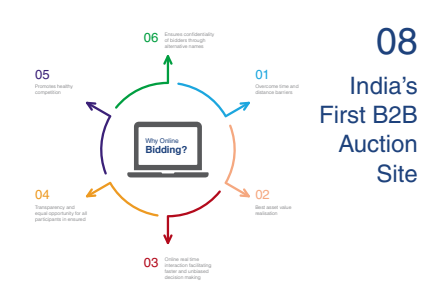 06
Ensures confidentiality
of bidders through
alternative names
05
Promotes healthy
competition
01
Overcome time and
distance barriers
Why Online
Bidding?
04
Transparency and
equal opportunity for all
participants in ensured
02
Best asset value
realisation
03
Online real-time
interaction facilitating
faster and unbiased
decision making
08
India's
First B2B
Auction
Site